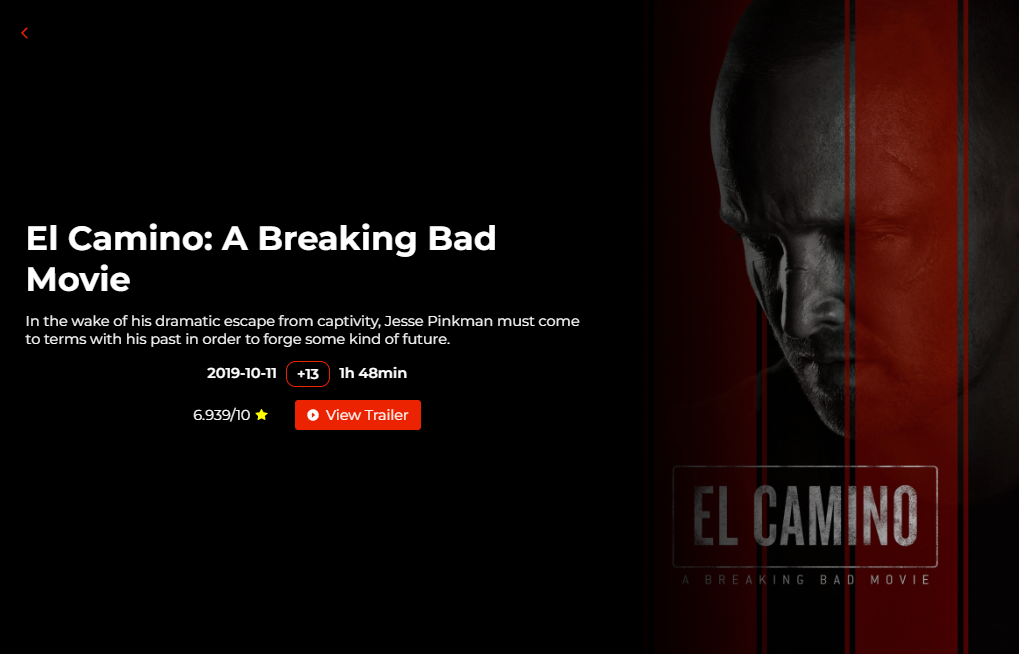 El Camino: A Breaking Bad
Movie
In the wake of his dramatic escape from captivity, Jesse Pinkman must come
to terms with his past in order to forge some kind of future.
2019-10-11 +13 1h 48min
6.939/10 View Trailer
EL CAMINO
A BREAKING BAD MOVIE